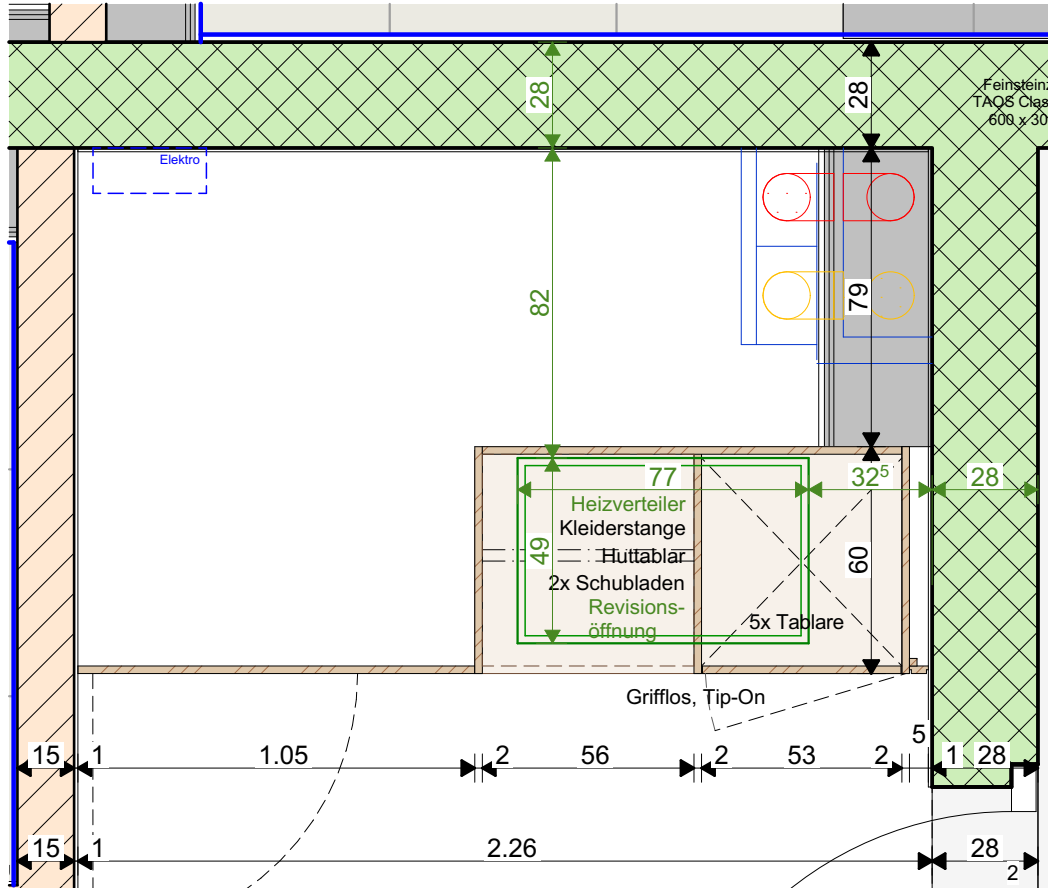 28
28
Feinsteinz
TAOS Clas
600 x 30
Elektro
82
79
77
32⁵
28
Heizverteiler
Kleiderstange
49
Huttablar
60
2x Schubladen
Revisions-
öffnung
5x Tablare
Grifflos, Tip-On
5
15
1
1.05
2
56
2
53
2
1
28
15
1
2.26
28
2